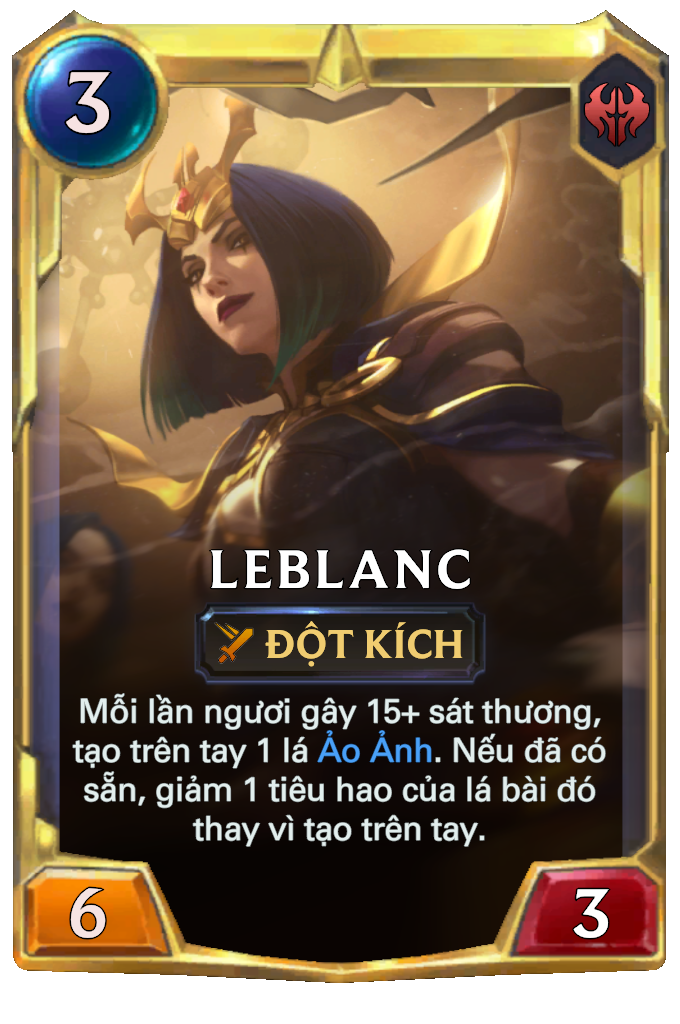 3
LEBLANC
ĐỘT KÍCH
Mỗi lần ngươi gây 15+ sát thương,
tạo trên tay 1 lá Ảo Ảnh. Nếu đã có
sẵn, giảm 1 tiêu hao của lá bài đó
thay vì tạo trên tay.
6
3